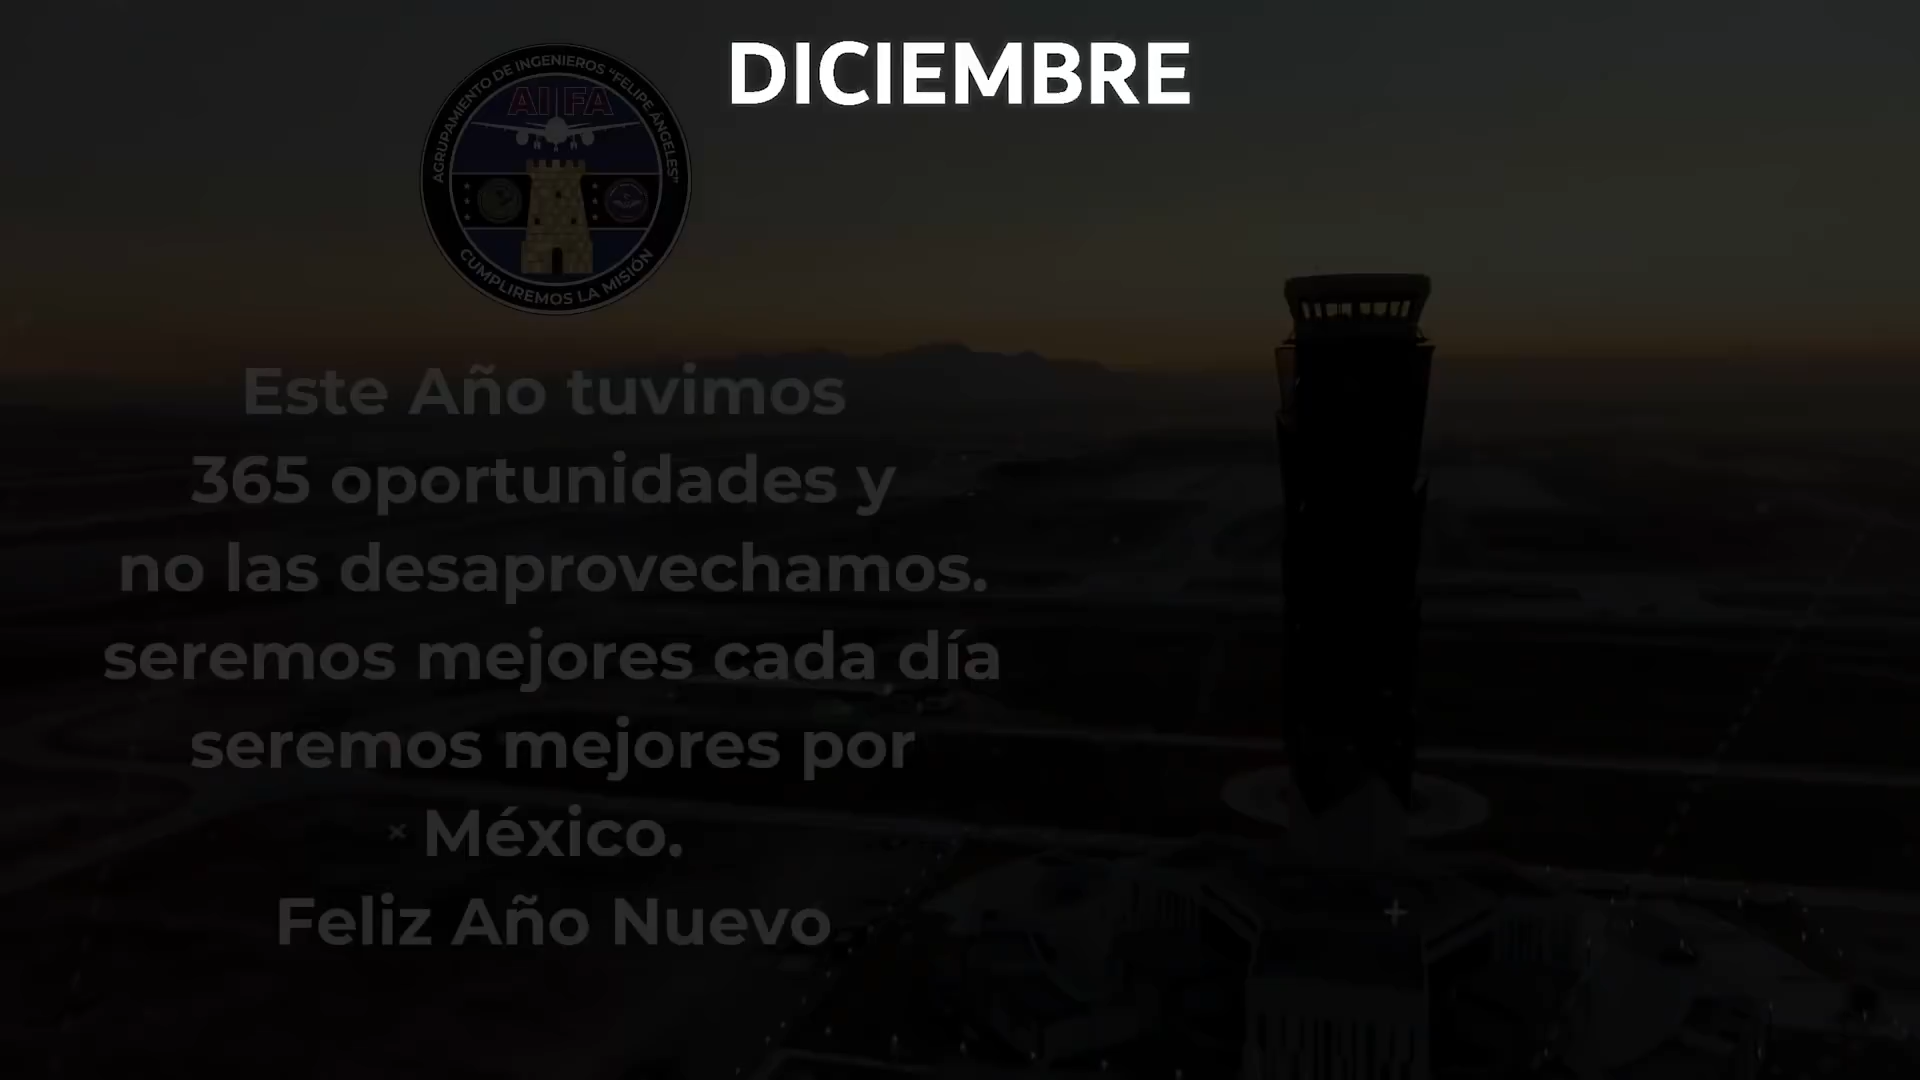 DICIEMBRE
AGRUPAMIENTO DE INGENIEROS "FELIPE ÁNGELES"
AIFA
CUMPLIREMOS LA MISIÓN
Este Año tuvimos
365 oportunidades y
no las desaprovechamos.
seremos mejores cada día
seremos mejores por
México.
Feliz Año Nuevo